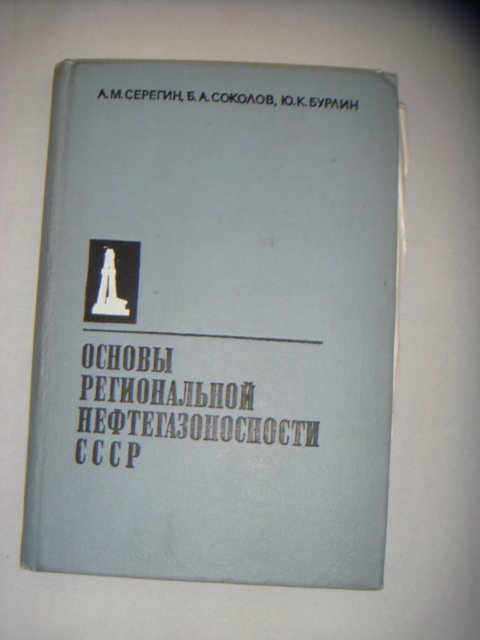 А.М.СЕРЕГИН, Б.А.СОКОЛОВ, Ю.К.БУРЛИН
ОСНОВЫ
РЕГИОНАЛЬНОЙ
НЕФТЕГАЗОНОСНОСТИ
СССР